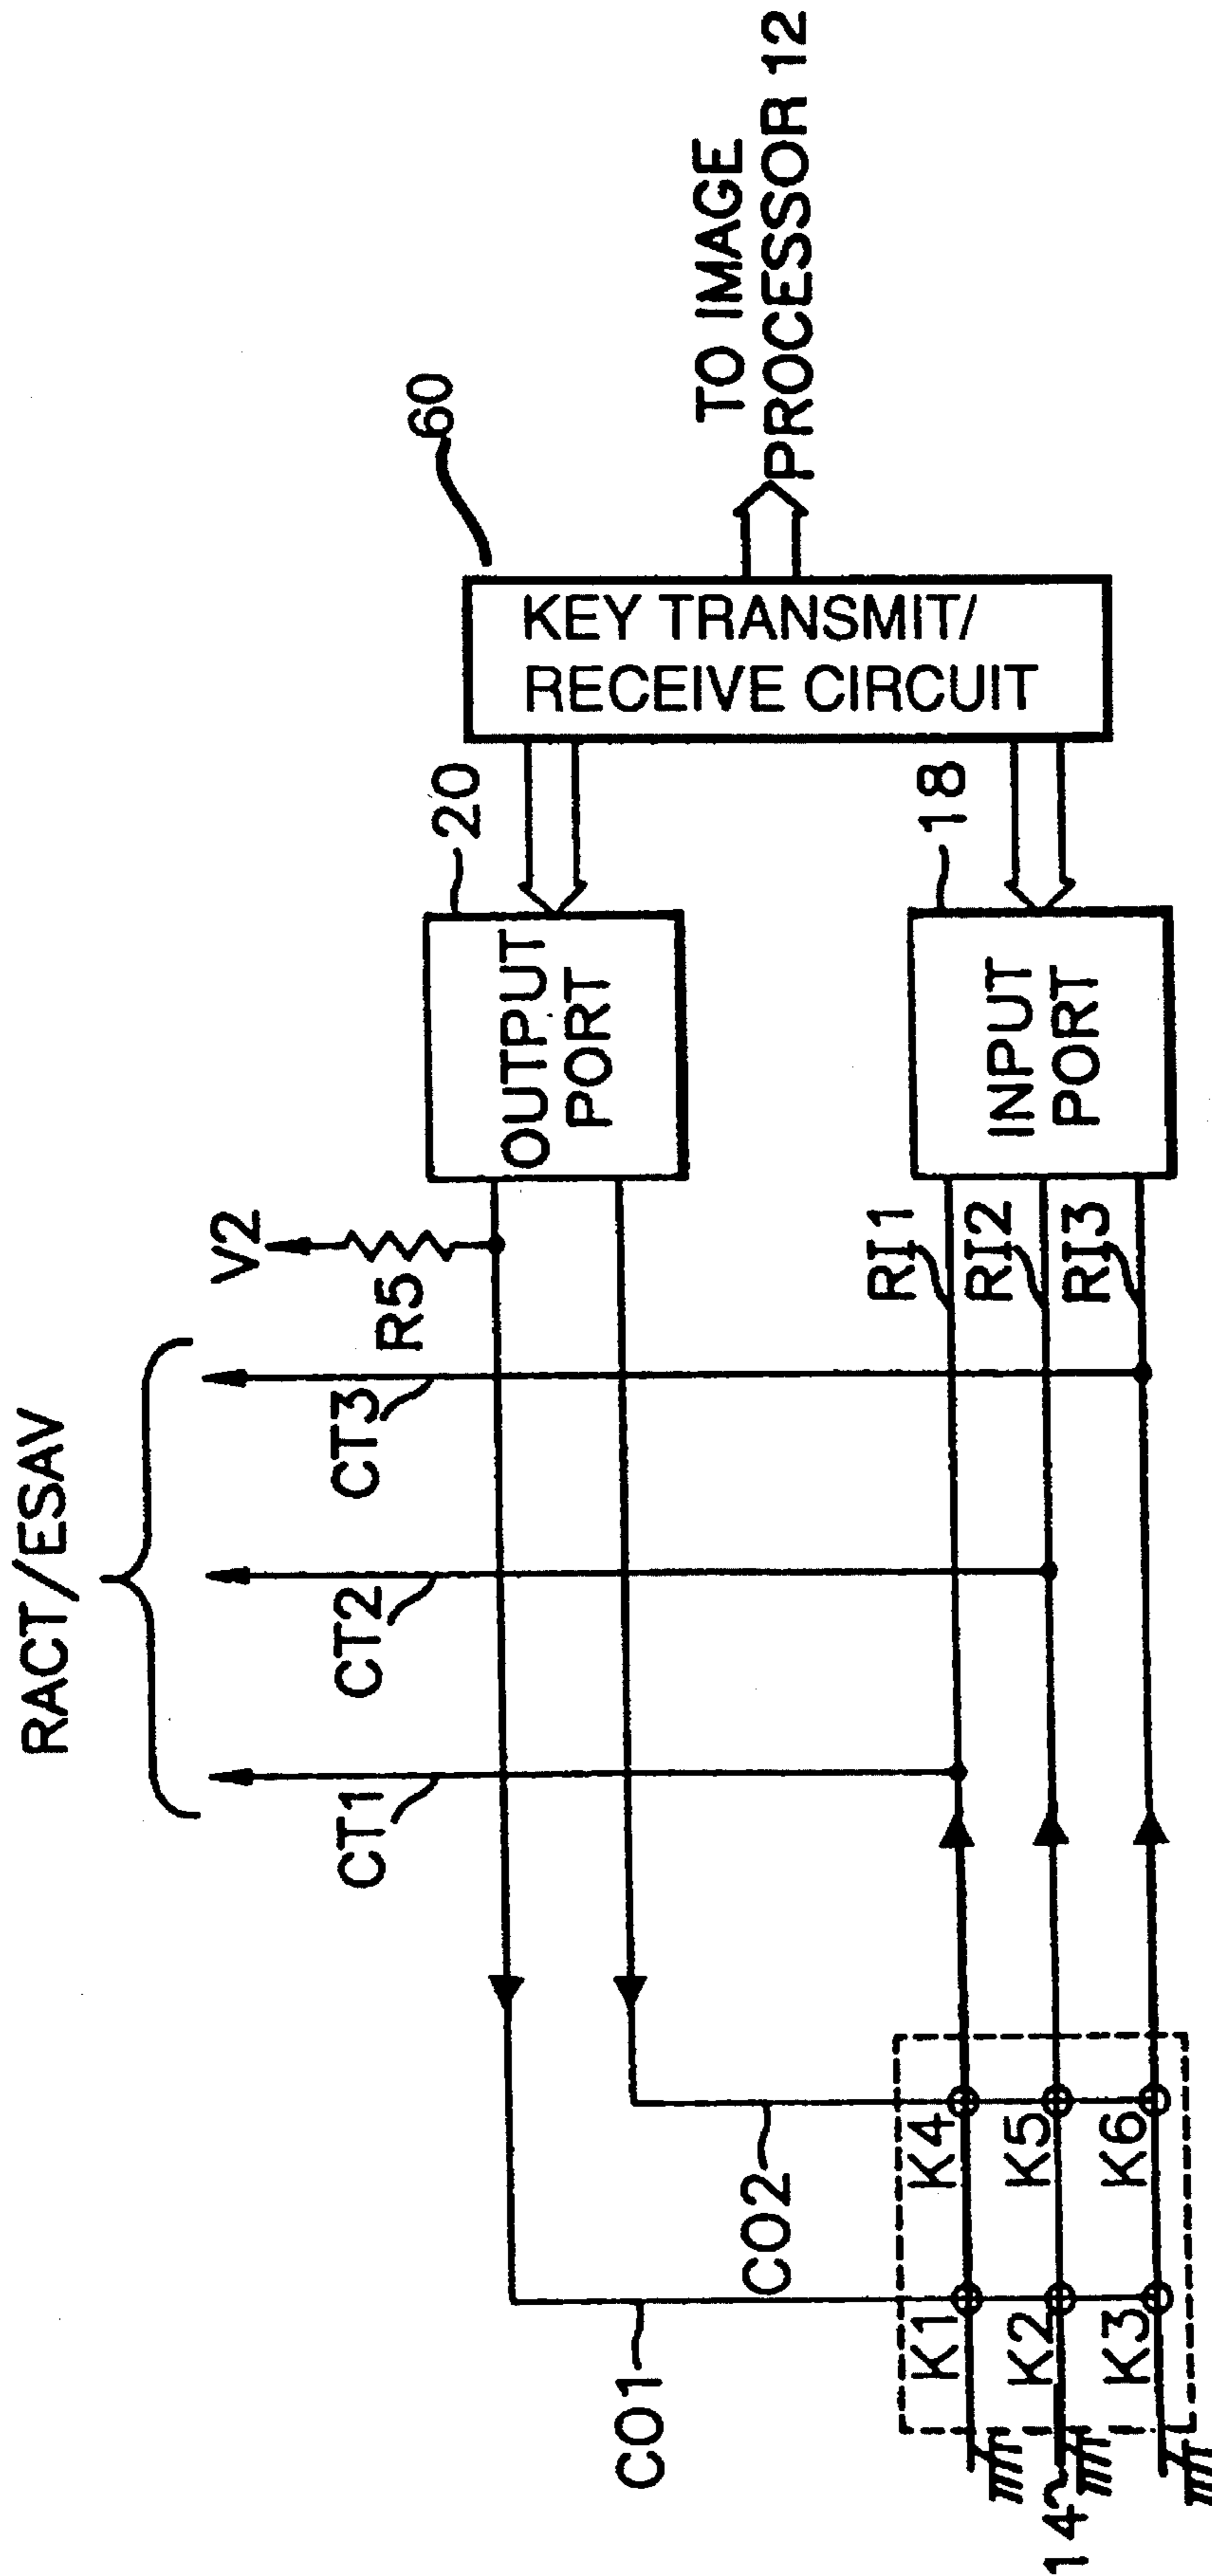 RACT/ESAV
CT1
CT2
CT3
V2
R5
OUTPUT
PORT
20
60
KEY TRANSMIT/
RECEIVE CIRCUIT
TO IMAGE
PROCESSOR 12
INPUT
PORT
18
RI1
RI2
RI3
CO1
CO2
K1
K4
K2
K5
K3
K6
14